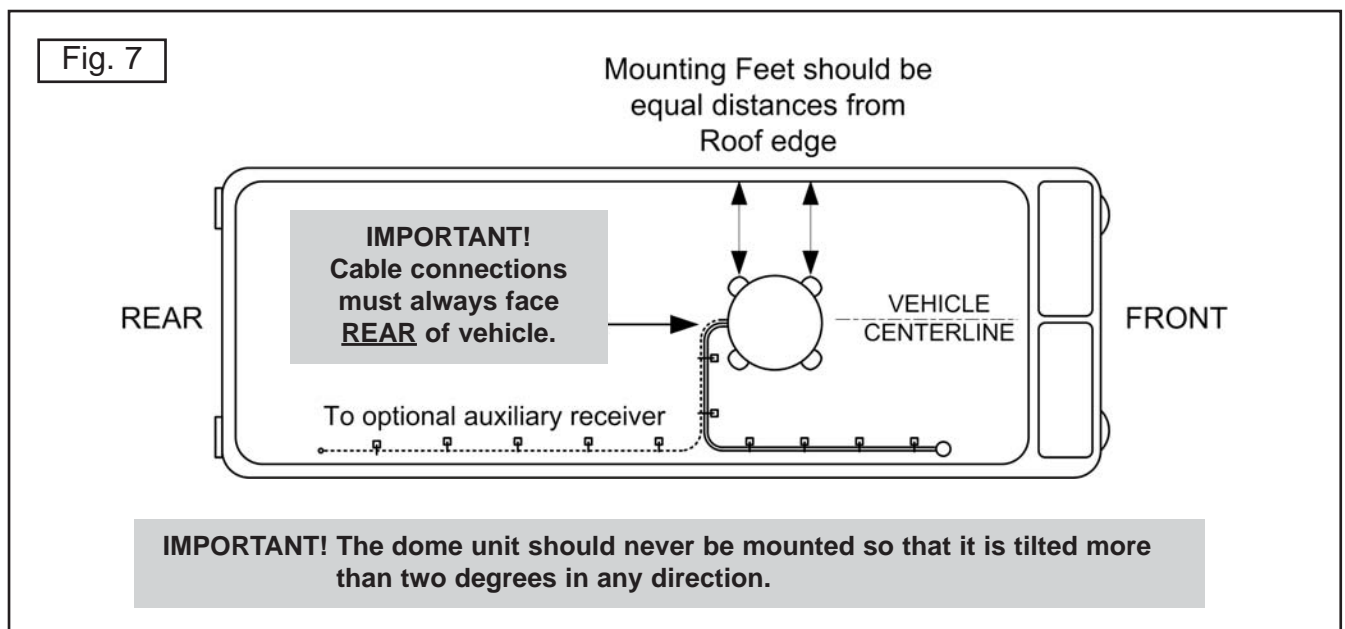 Fig. 7
Mounting Feet should be
equal distances from
Roof edge
IMPORTANT!
Cable connections
must always face
REAR of vehicle.
REAR
VEHICLE
CENTERLINE
FRONT
To optional auxiliary receiver
IMPORTANT! The dome unit should never be mounted so that it is tilted more
than two degrees in any direction.